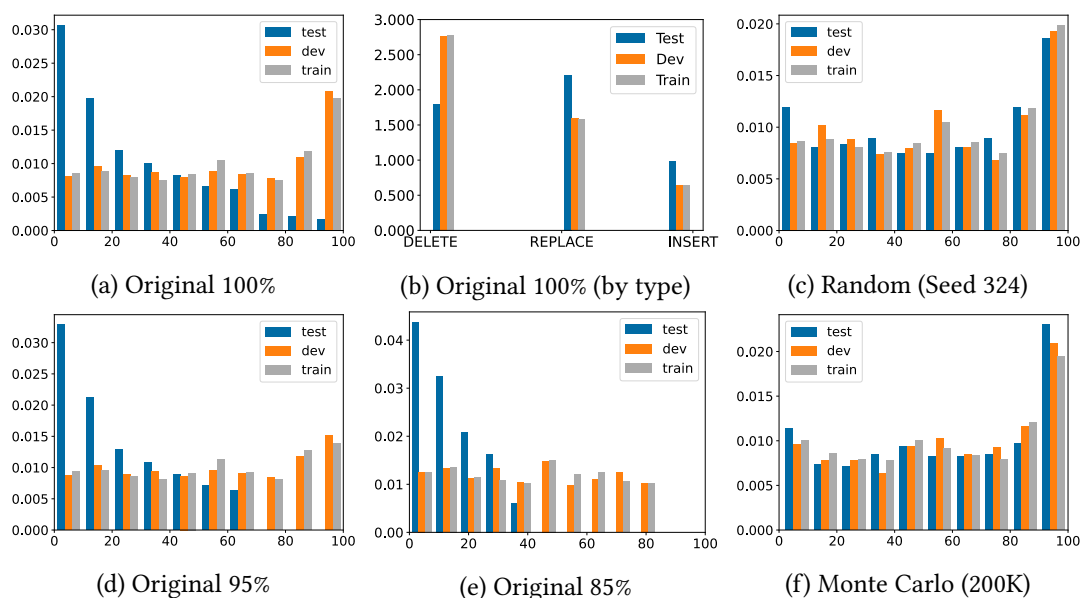 0.030
0.025
0.020
0.015
0.010
0.005
0.000
0 20 40 60 80 100
test
dev
train
(a) Original 100%
3.000
2.500
2.000
1.500
1.000
0.500
0.000
DELETE REPLACE INSERT
Test
Dev
Train
(b) Original 100% (by type)
0.020
0.015
0.010
0.005
0.000
0 20 40 60 80 100
test
dev
train
(c) Random (Seed 324)
0.030
0.025
0.020
0.015
0.010
0.005
0.000
0 20 40 60 80 100
test
dev
train
(d) Original 95%
0.04
0.03
0.02
0.01
0.00
0 20 40 60 80 100
test
dev
train
(e) Original 85%
0.020
0.015
0.010
0.005
0.000
0 20 40 60 80 100
test
dev
train
(f) Monte Carlo (200K)